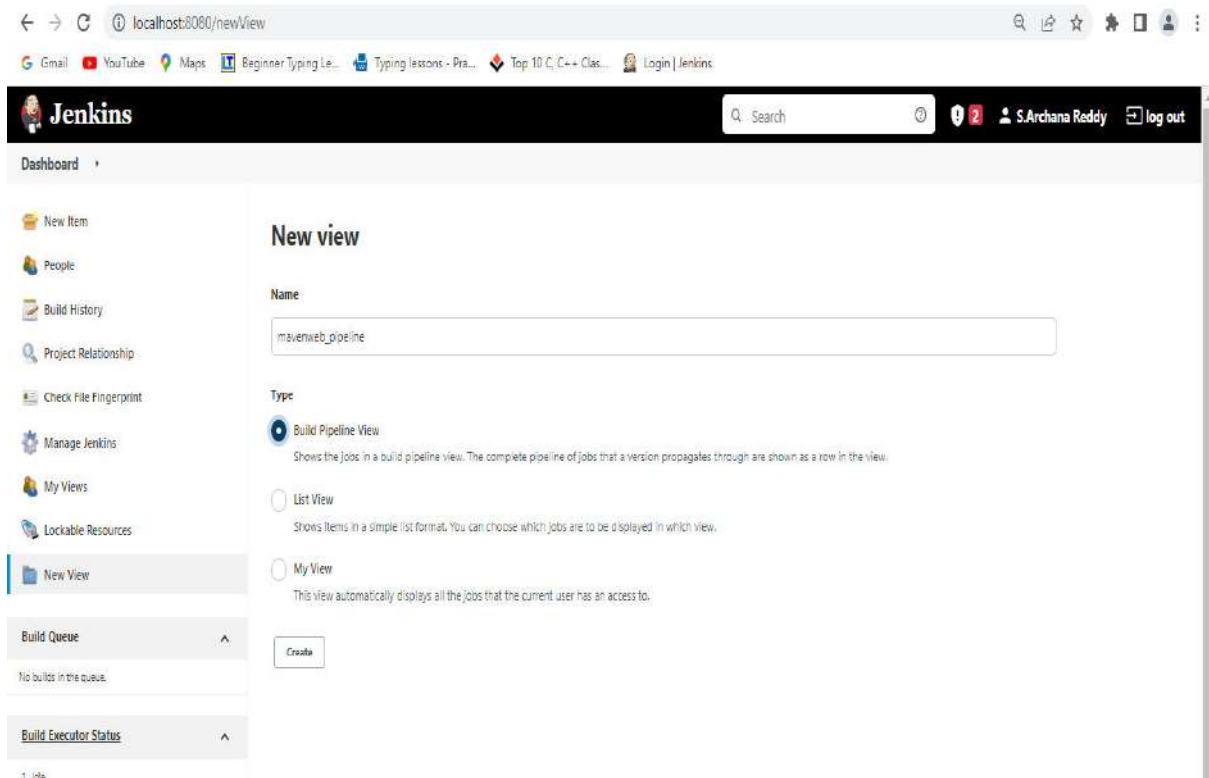 localhost:8080/newView
Gmail YouTube Maps Beginner Typing Le... Typing lessons - Pra... Top 10 C, C++ Clas... Login | Jenkins
Jenkins
Search
2
S.Archana Reddy
log out
Dashboard
New Item
People
Build History
Project Relationship
Check File Fingerprint
Manage Jenkins
My Views
Lockable Resources
New View
Build Queue
No builds in the queue.
Build Executor Status
1 Idle
New view
Name
mavenweb_pipeline
Type
Build Pipeline View
Shows the jobs in a build pipeline view. The complete pipeline of jobs that a version propagates through are shown as a row in the view.
List View
Shows items in a simple list format. You can choose which jobs are to be displayed in which view.
My View
This view automatically displays all the jobs that the current user has an access to.
Create